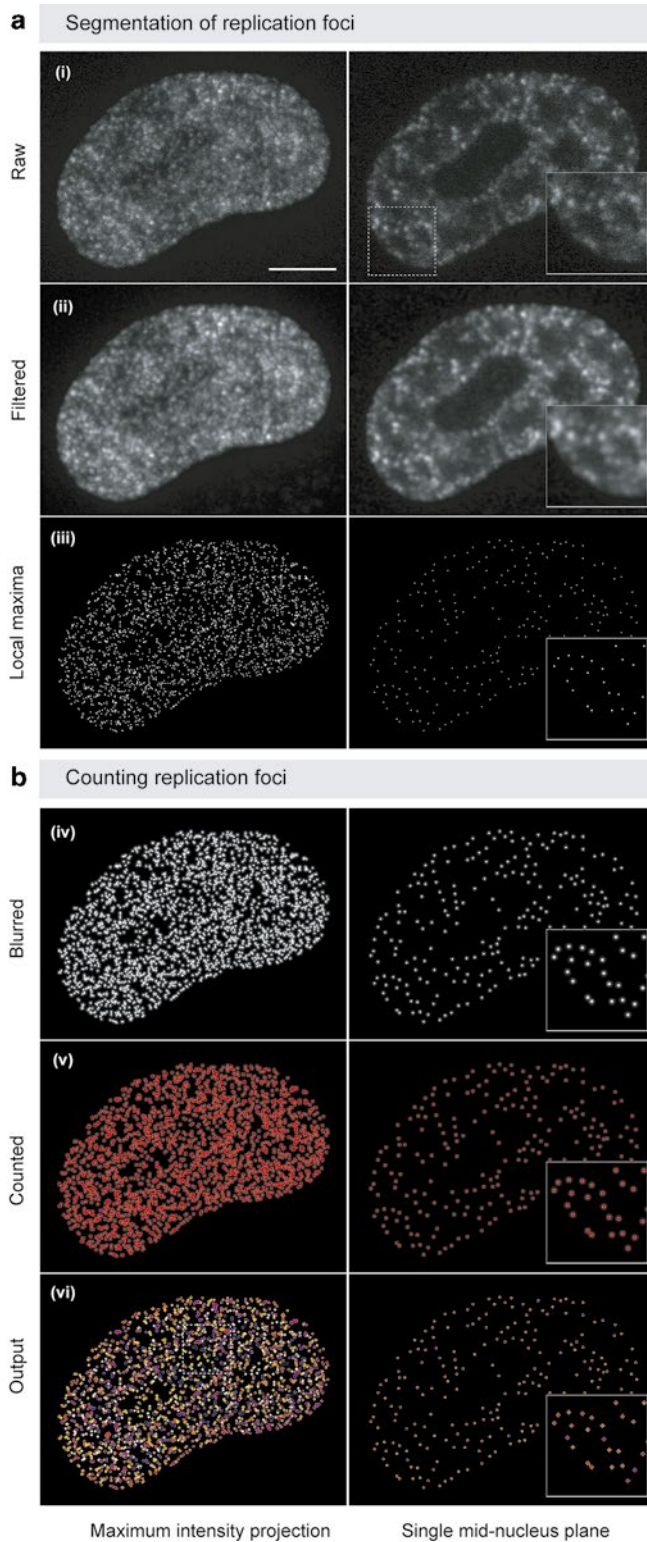 a Segmentation of replication foci
(i)
Raw
(ii)
Filtered
(iii)
Local maxima
b Counting replication foci
(iv)
Blurred
(v)
Counted
(vi)
Output
Maximum intensity projection
Single mid-nucleus plane